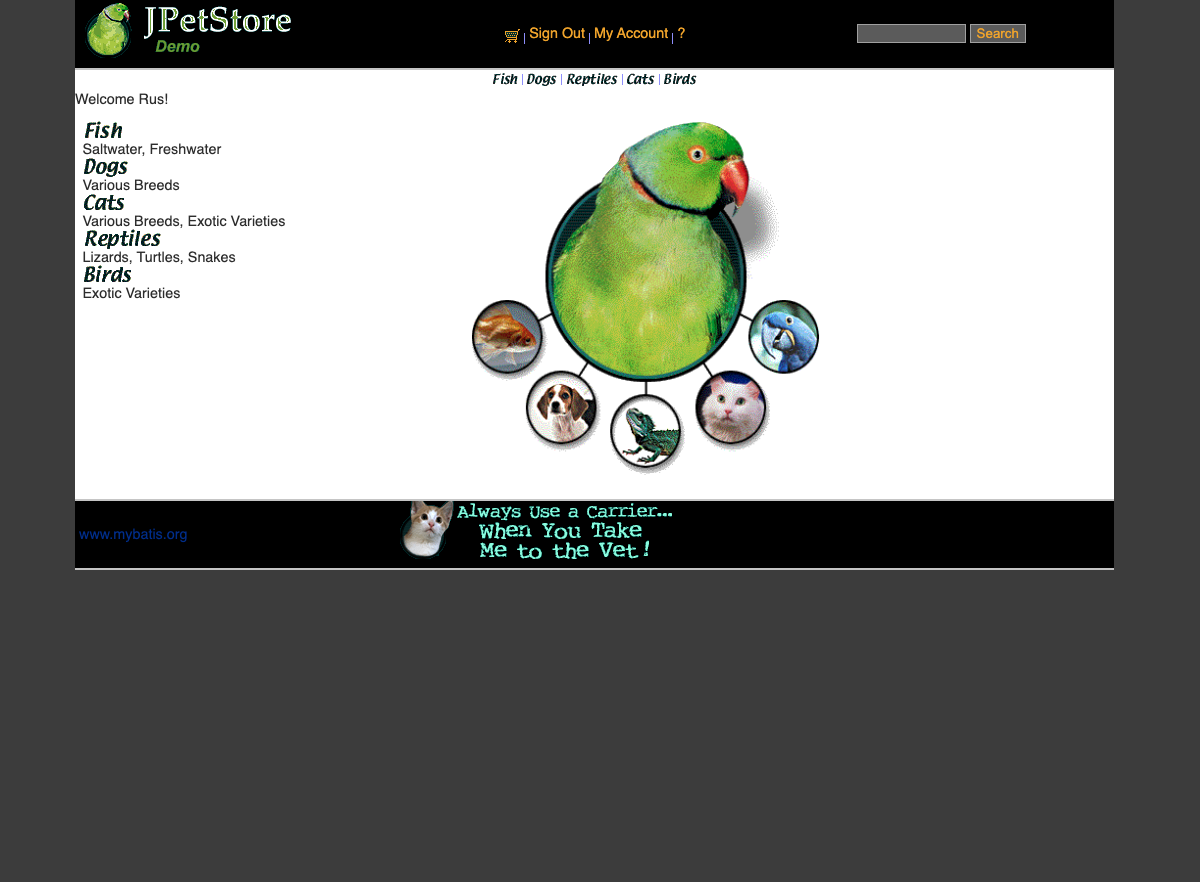 JPetStore
Demo
Sign Out | My Account | ?
Search
Fish | Dogs | Reptiles | Cats | Birds
Welcome Rus!
Fish
Saltwater, Freshwater
Dogs
Various Breeds
Cats
Various Breeds, Exotic Varieties
Reptiles
Lizards, Turtles, Snakes
Birds
Exotic Varieties
www.mybatis.org
Always Use a Carrier...
When You Take
Me to the Vet!